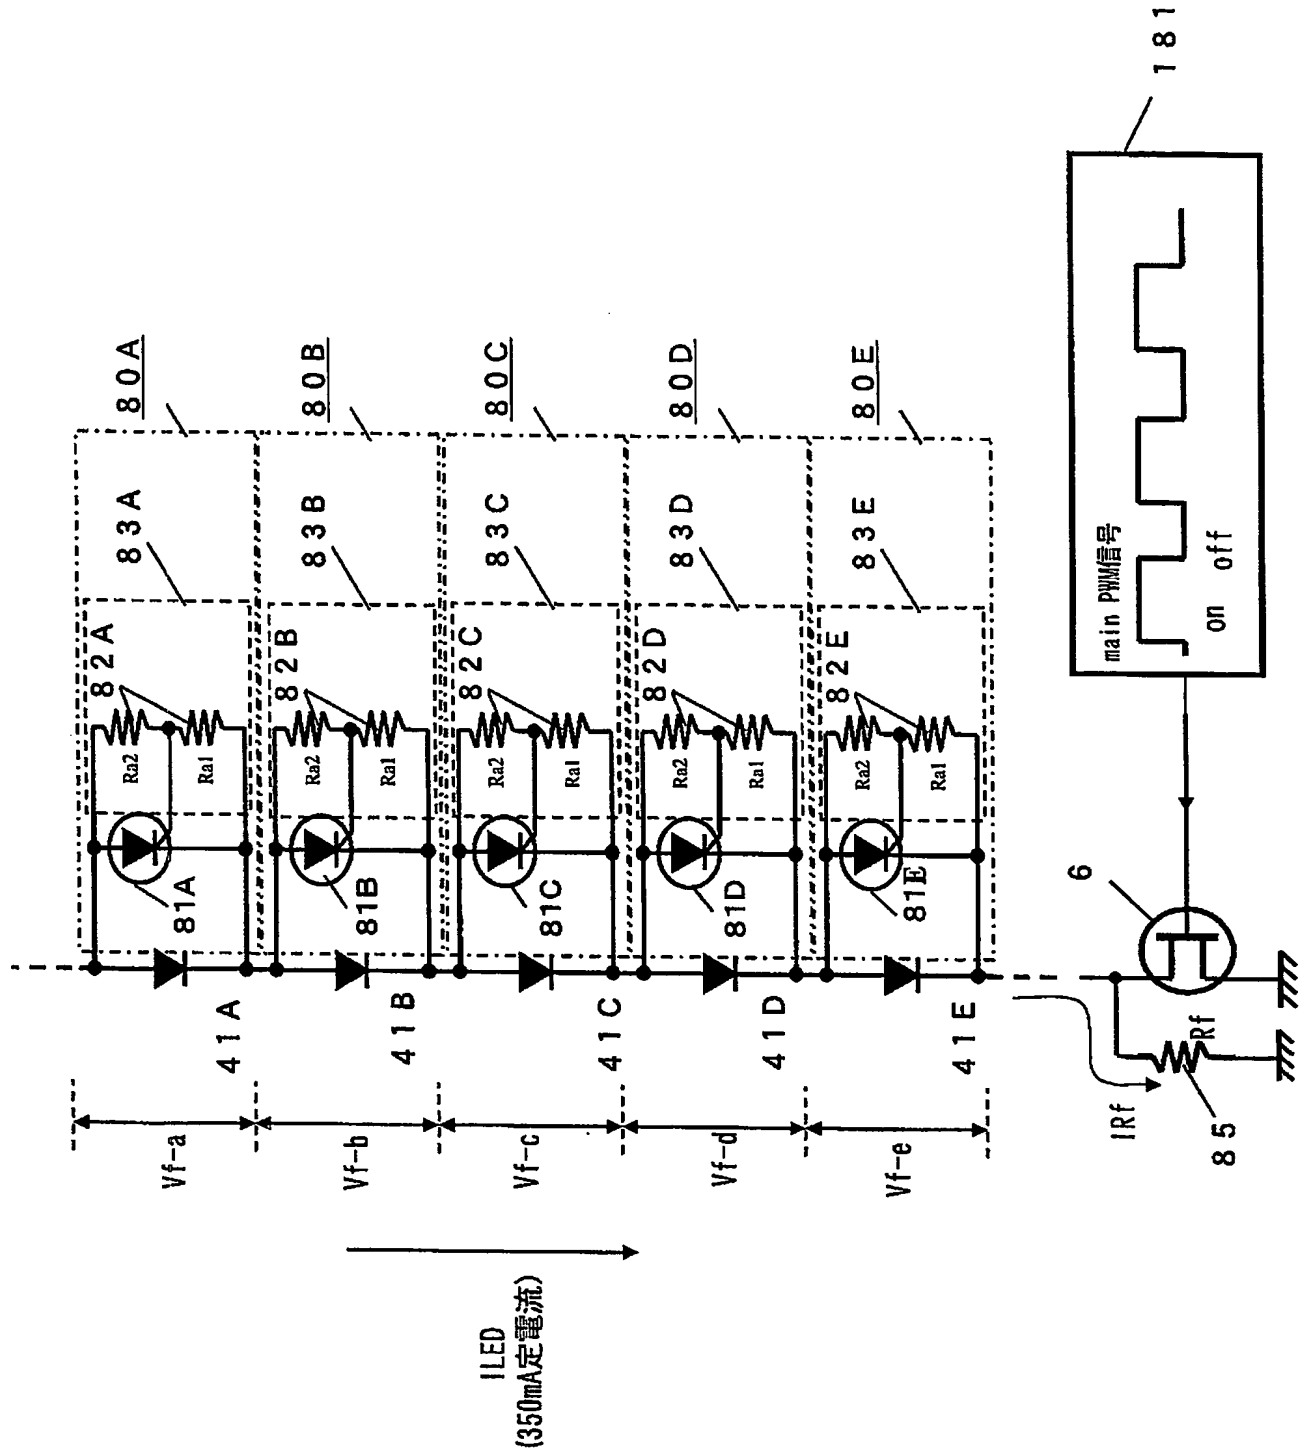 80A
83A
82A
Ra2
Ra1
81A
41A
Vf-a
80B
83B
82B
Ra2
Ra1
81B
41B
Vf-b
80C
83C
82C
Ra2
Ra1
81C
41C
Vf-c
80D
83D
82D
Ra2
Ra1
81D
41D
Vf-d
80E
83E
82E
Ra2
Ra1
81E
41E
Vf-e
ILED
(350mA定電流)
IRf
Rf
85
6
main PWM信号
on
off
181